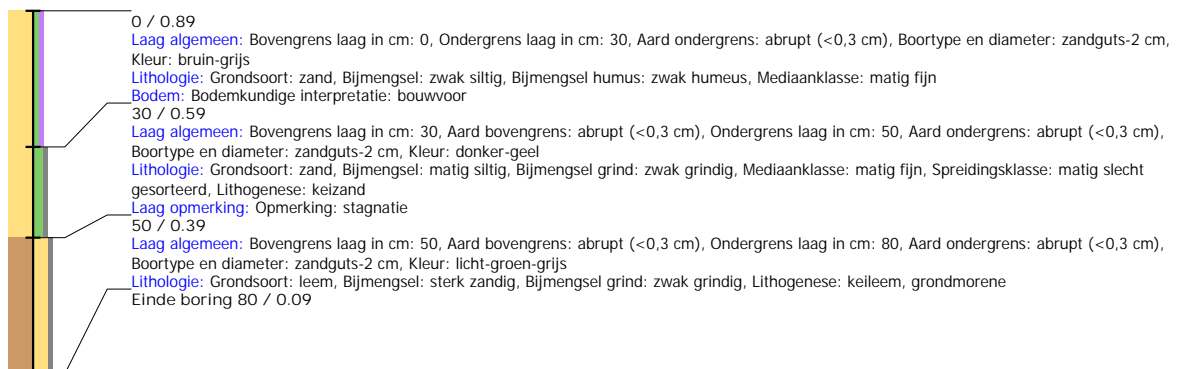 0 / 0.89
Laag algemeen: Bovengrens laag in cm: 0, Ondergrens laag in cm: 30, Aard ondergrens: abrupt (<0,3 cm), Boortype en diameter: zandguts-2 cm,
Kleur: bruin-grijs
Lithologie: Grondsoort: zand, Bijmengsel: zwak siltig, Bijmengsel humus: zwak humeus, Mediaanklasse: matig fijn
Bodem: Bodemkundige interpretatie: bouwvoor
30 / 0.59
Laag algemeen: Bovengrens laag in cm: 30, Aard bovengrens: abrupt (<0,3 cm), Ondergrens laag in cm: 50, Aard ondergrens: abrupt (<0,3 cm),
Boortype en diameter: zandguts-2 cm, Kleur: donker-geel
Lithologie: Grondsoort: zand, Bijmengsel: matig siltig, Bijmengsel grind: zwak grindig, Mediaanklasse: matig fijn, Spreidingsklasse: matig slecht
gesorteerd, Lithogenese: keizand
Laag opmerking: Opmerking: stagnatie
50 / 0.39
Laag algemeen: Bovengrens laag in cm: 50, Aard bovengrens: abrupt (<0,3 cm), Ondergrens laag in cm: 80, Aard ondergrens: abrupt (<0,3 cm),
Boortype en diameter: zandguts-2 cm, Kleur: licht-groen-grijs
Lithologie: Grondsoort: leem, Bijmengsel: sterk zandig, Bijmengsel grind: zwak grindig, Lithogenese: keileem, grondmorene
Einde boring 80 / 0.09